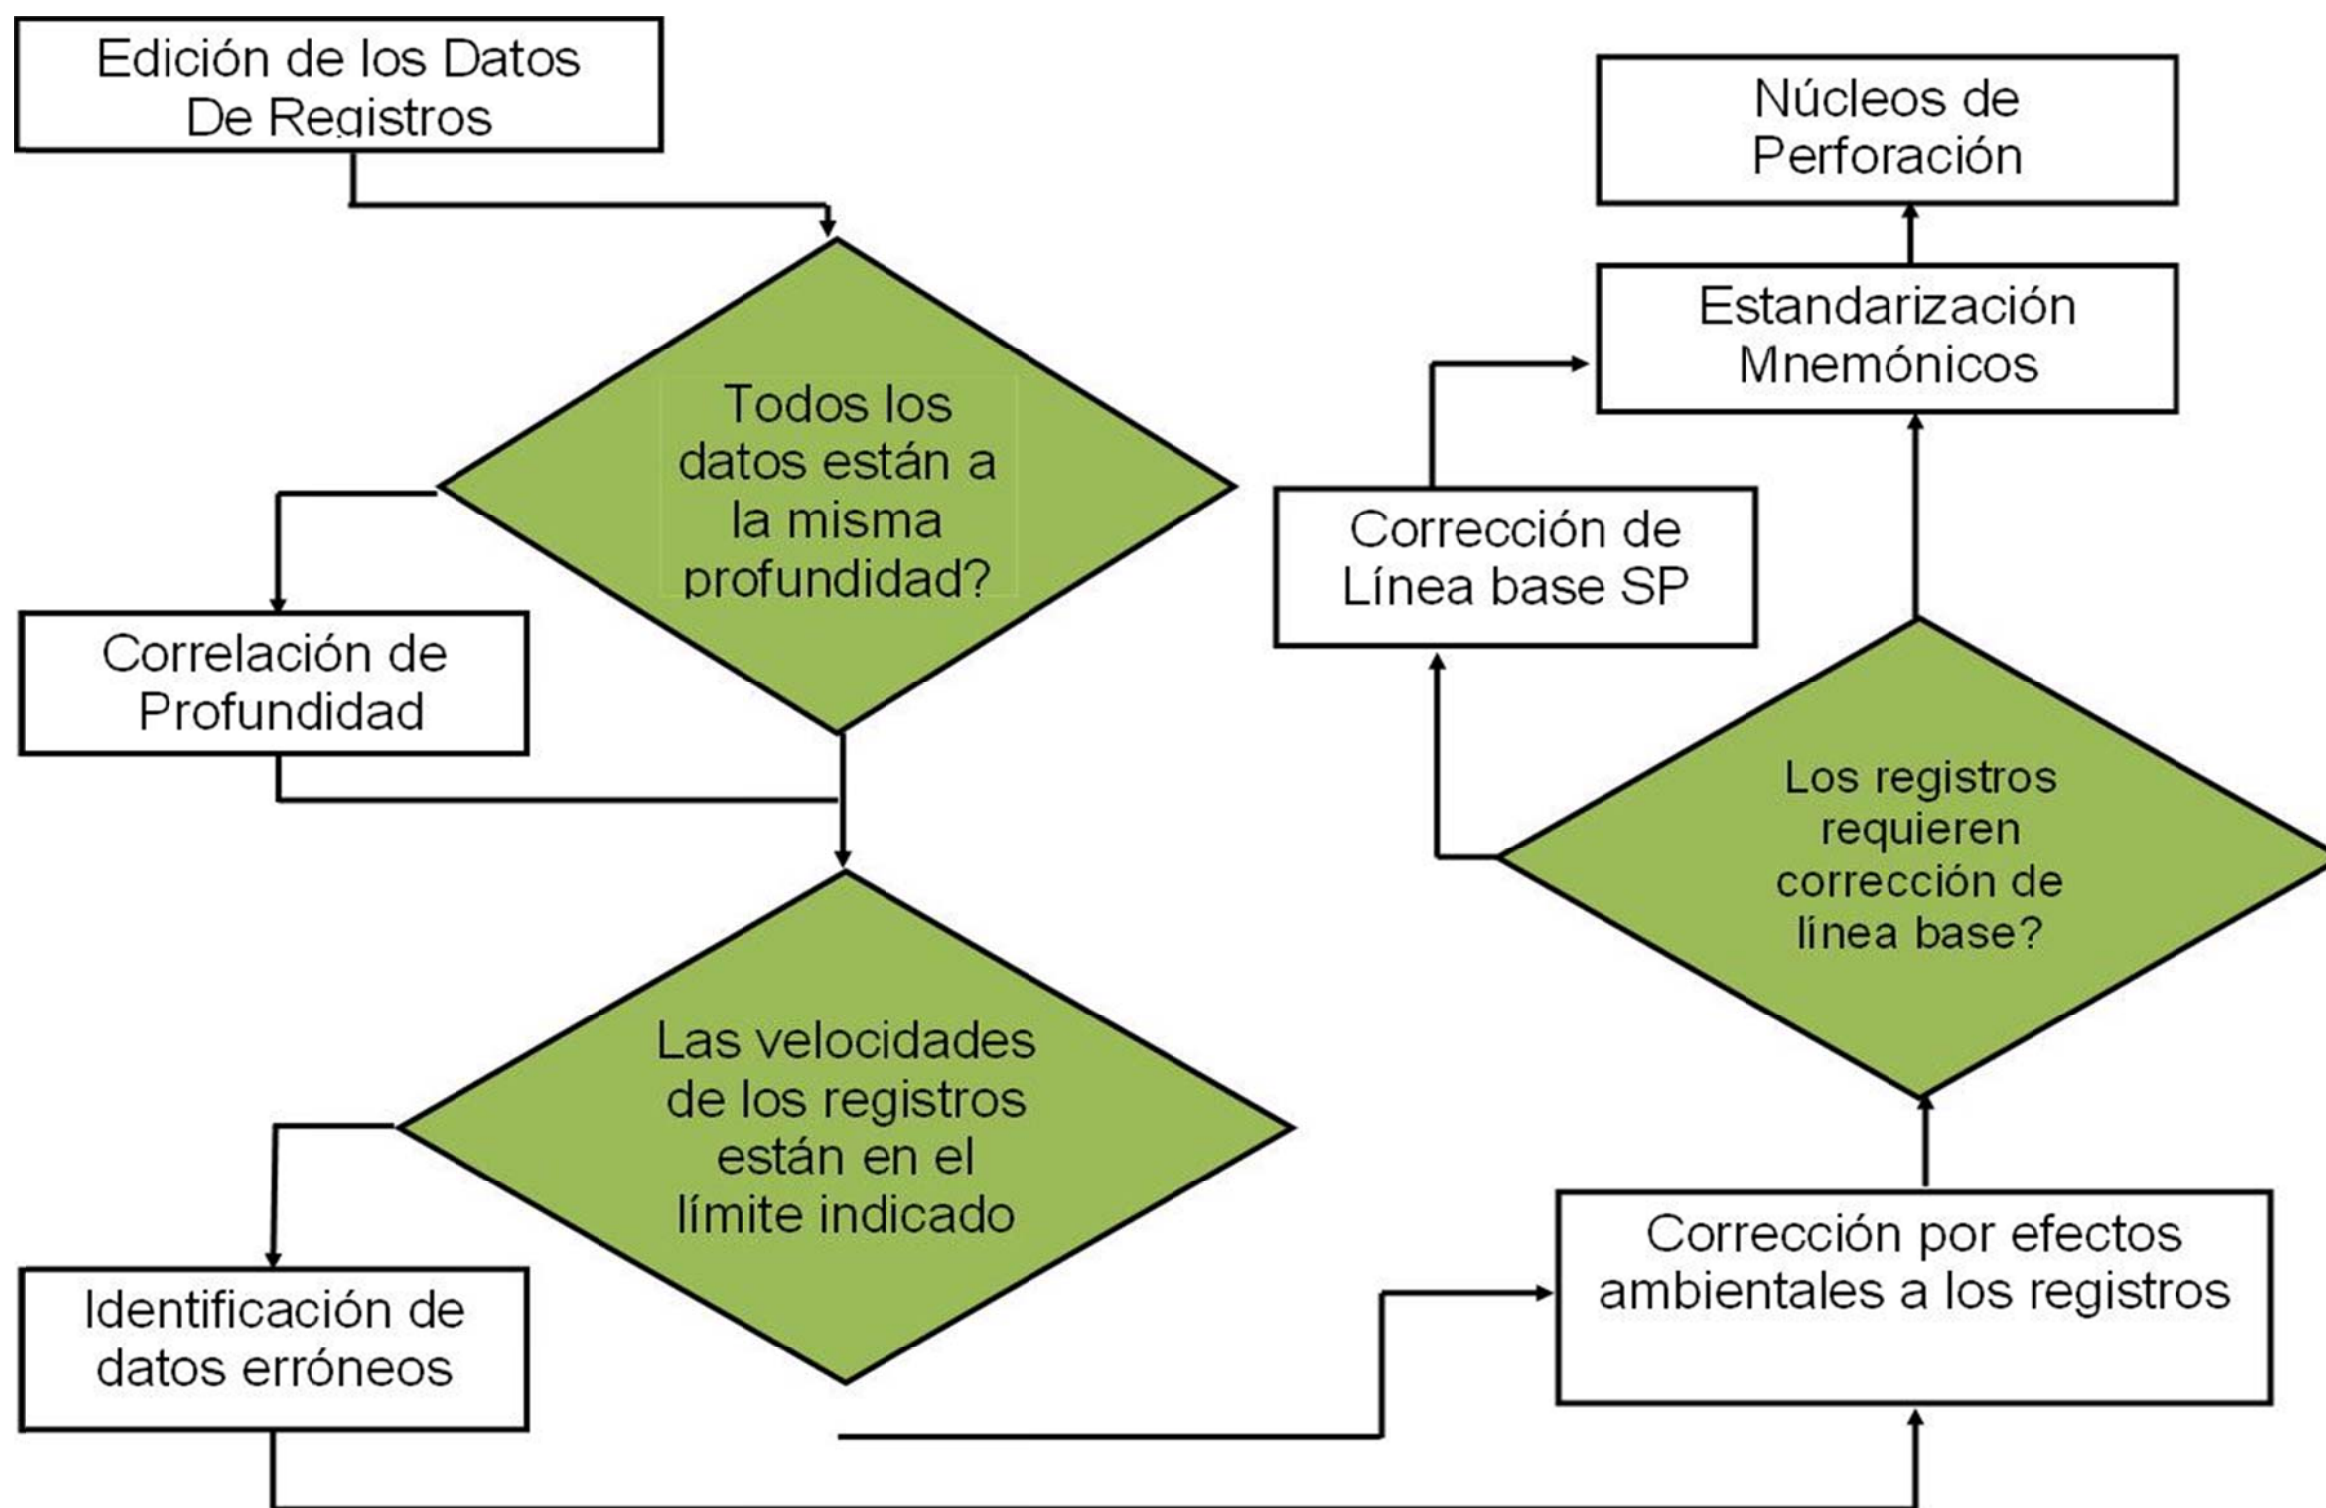 Edición de los Datos
De Registros
Todos los
datos están a
la misma
profundidad?
Correlación de
Profundidad
Las velocidades
de los registros
están en el
límite indicado
Identificación de
datos erróneos
Corrección por efectos
ambientales a los registros
Los registros
requieren
corrección de
línea base?
Corrección de
Línea base SP
Estandarización
Mnemónicos
Núcleos de
Perforación